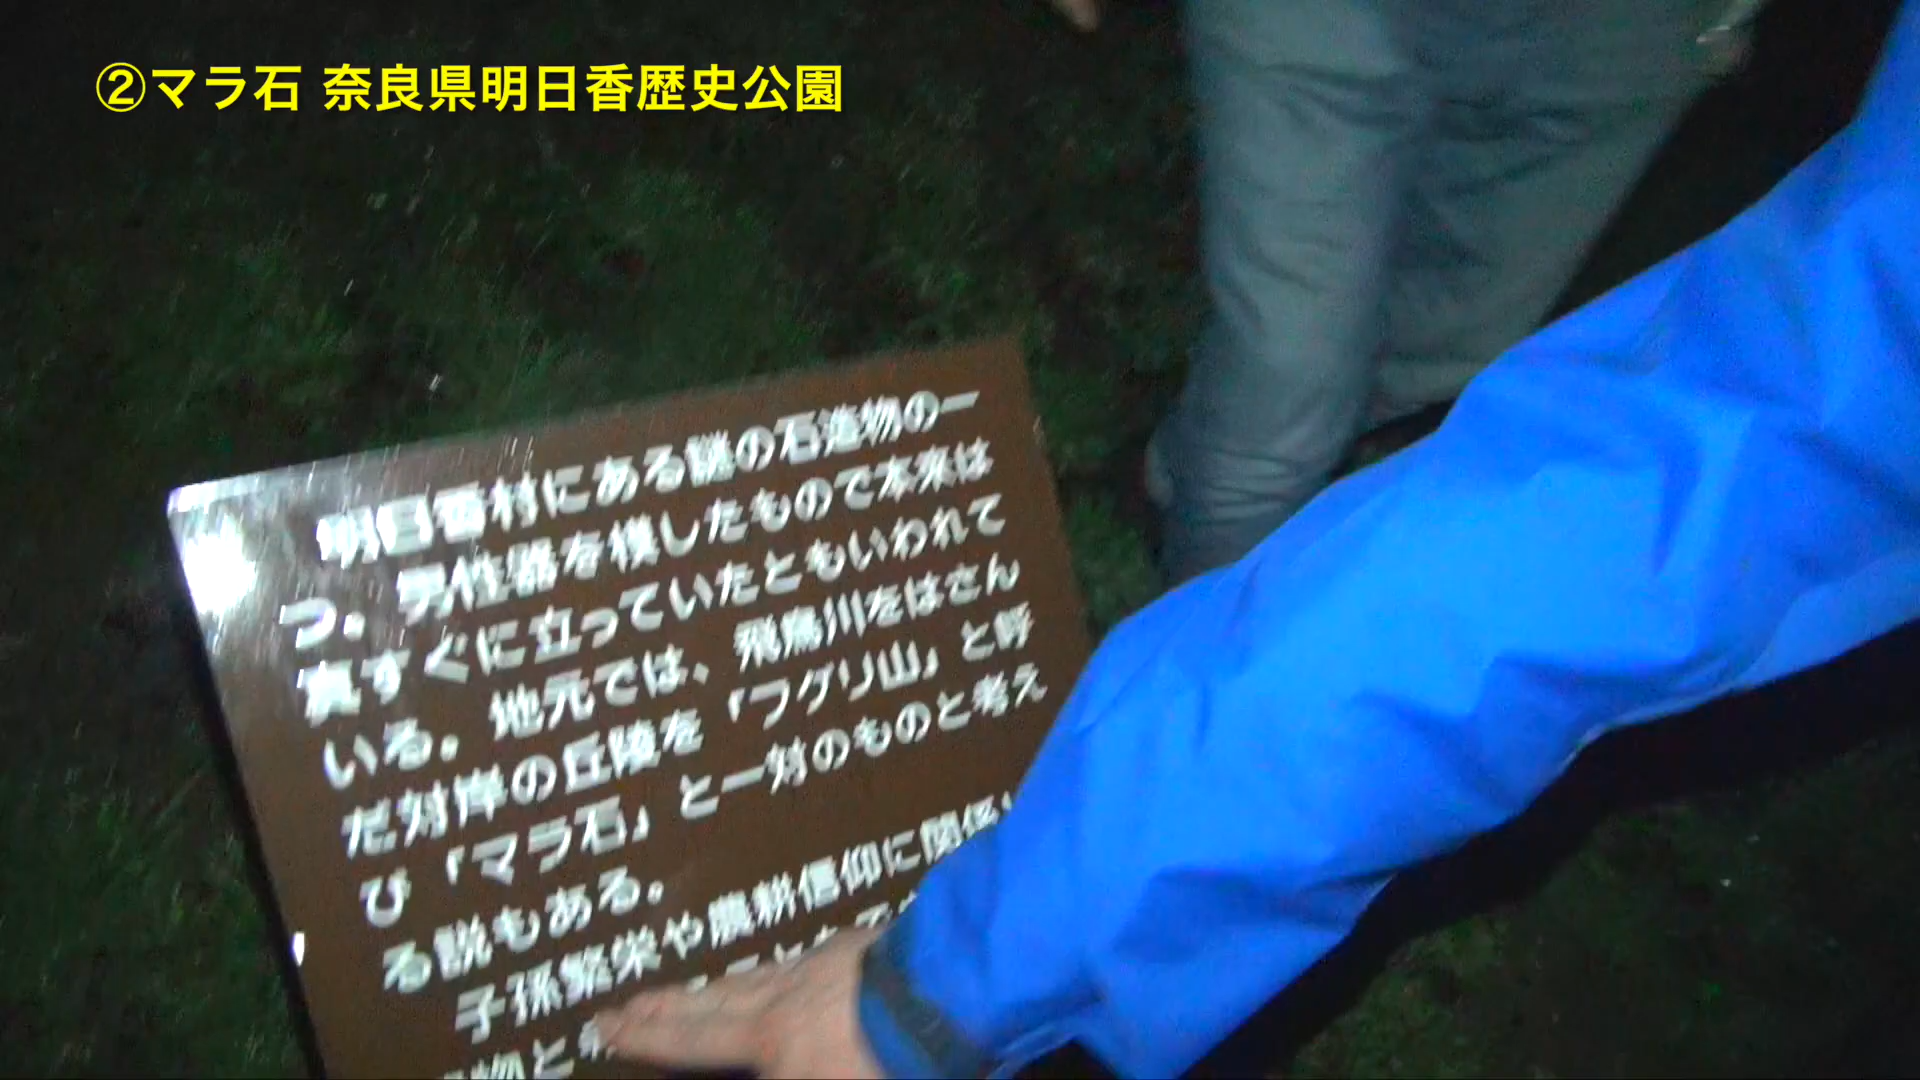 ②マラ石 奈良県明日香歴史公園
明日香村にある謎の石造物の一
つ。男性器を模したもので本来は
真すぐに立っていたともいわれて
いる。地元では、飛鳥川をはさん
だ対岸の丘陵を「フグリ山」と呼
び「マラ石」と一対のものと考え
る説もある。
子孫繁栄や農耕信仰に関係
物と